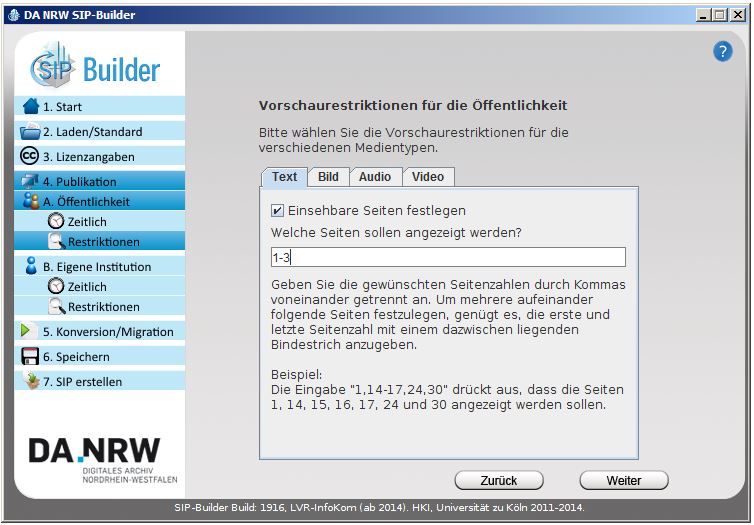 DA NRW SIP-Builder
SIP Builder
1. Start
2. Laden/Standard
cc 3. Lizenzangaben
4. Publikation
A. Öffentlichkeit
Zeitlich
Restriktionen
B. Eigene Institution
Zeitlich
Restriktionen
5. Konversion/Migration
6. Speichern
7. SIP erstellen
DA.NRW
DIGITALES ARCHIV
NORDRHEIN-WESTFALEN
?
Vorschaurestriktionen für die Öffentlichkeit
Bitte wählen Sie die Vorschaurestriktionen für die
verschiedenen Medientypen.
Text Bild Audio Video
Einsehbare Seiten festlegen
Welche Seiten sollen angezeigt werden?
1-3
Geben Sie die gewünschten Seitenzahlen durch Kommas
voneinander getrennt an. Um mehrere aufeinander
folgende Seiten festzulegen, genügt es, die erste und
letzte Seitenzahl mit einem dazwischen liegenden
Bindestrich anzugeben.
Beispiel:
Die Eingabe "1,14-17,24,30" drückt aus, dass die Seiten
1, 14, 15, 16, 17, 24 und 30 angezeigt werden sollen.
Zurück Weiter
SIP-Builder Build: 1916, LVR-InfoKom (ab 2014). HKI, Universität zu Köln 2011-2014.